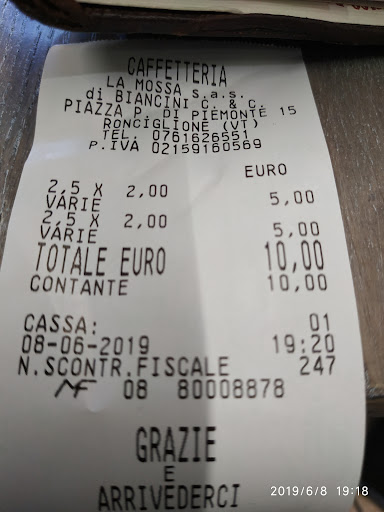 CAFFETTERIA
LA MOSSA s.a.s.
di BIANCINI C. & C.
PIAZZA P. DI PIEMONTE 15
RONCIGLIONE (VT)
TEL. 0761626551
P.IVA 02159160569
EURO
2,5 X 2,00
VARIE 5,00
2,5 X 2,00
VARIE 5,00
TOTALE EURO 10,00
CONTANTE 10,00
CASSA: 01
08-06-2019 19:20
N.SCONTR.FISCALE 247
MF 08 80008878
GRAZIE
E
ARRIVEDERCI
2019/6/8 19:18